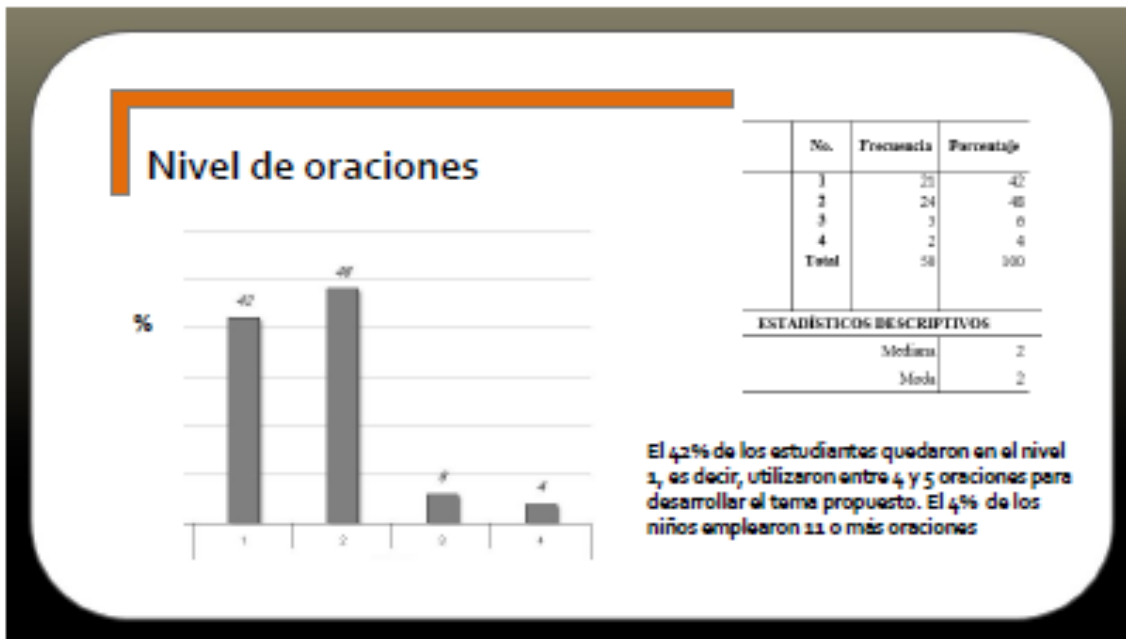 Nivel de oraciones
%
42
48
6
4
1
2
3
4
No. Frecuencia Porcentaje
1 21 42
2 24 48
3 3 6
4 2 4
Total 50 100
ESTADÍSTICOS DESCRIPTIVOS
Mediana 2
Moda 2
El 42% de los estudiantes quedaron en el nivel
1, es decir, utilizaron entre 4 y 5 oraciones para
desarrollar el tema propuesto. El 4% de los
niños emplearon 11 o más oraciones